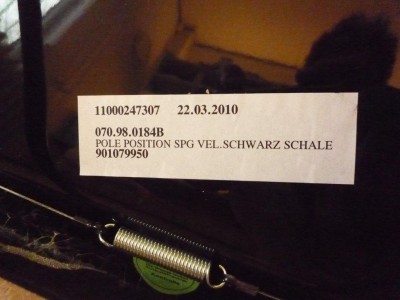 11000247307 22.03.2010
070.98.0184B
POLE POSITION SPG VEL.SCHWARZ SCHALE
901079950